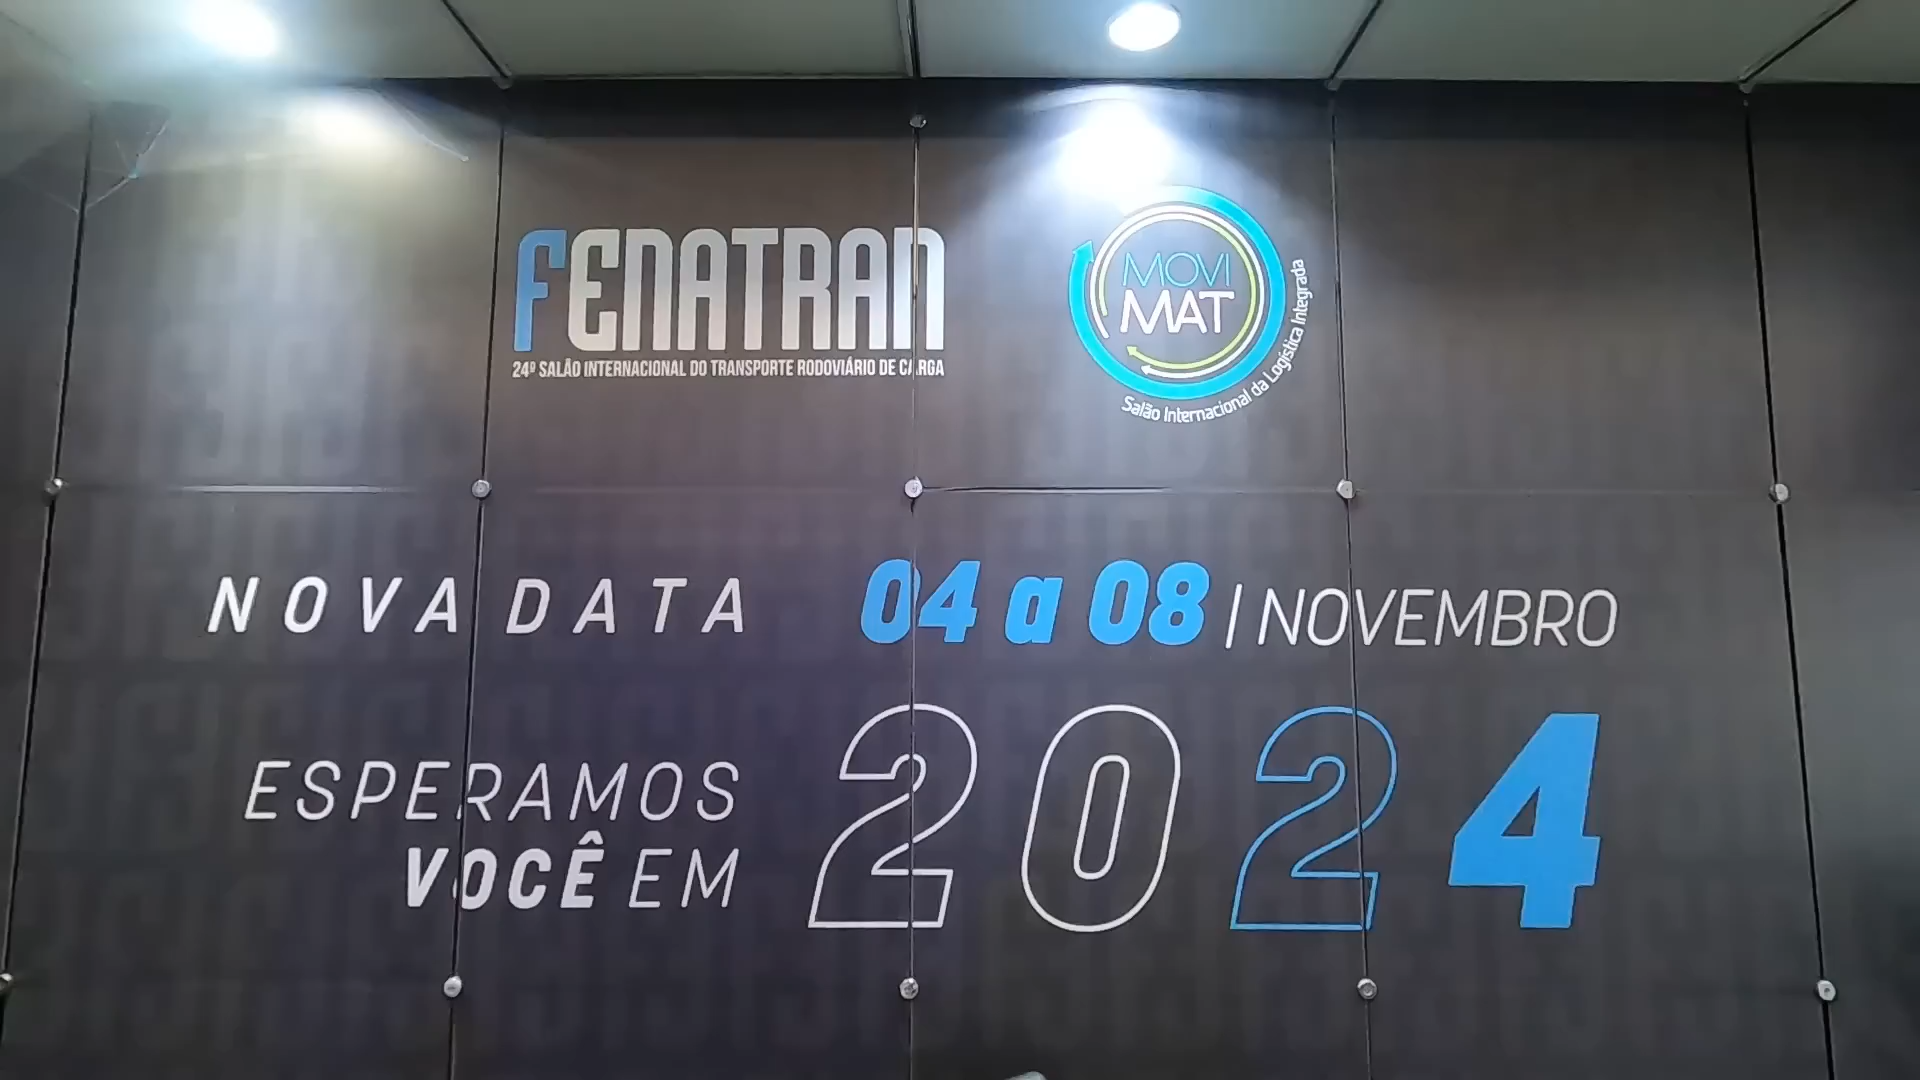 FENATRAN
24º SALÃO INTERNACIONAL DO TRANSPORTE RODOVIÁRIO DE CARGA
MOVI
MAT
Salão Internacional da Logística Integrada
NOVA DATA 04 a 08 | NOVEMBRO
ESPERAMOS
VOCÊ EM
2024